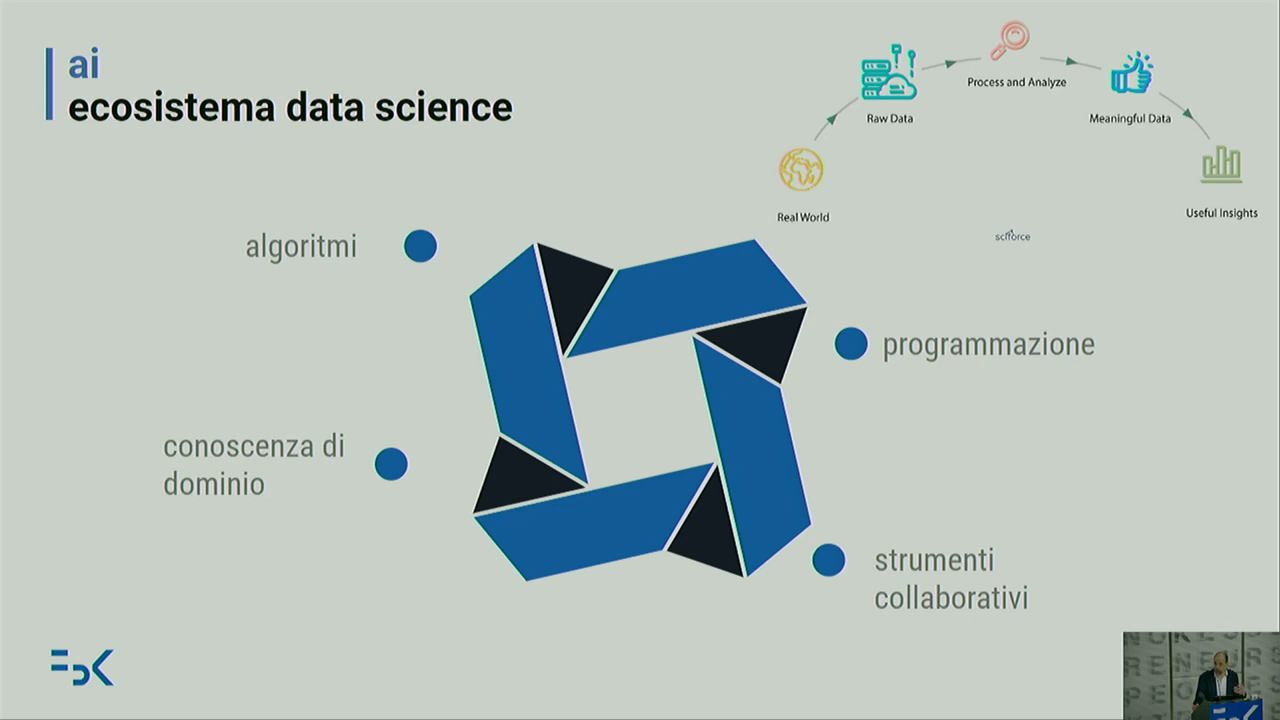 ai
ecosistema data science
Process and Analyze
Raw Data
Meaningful Data
Real World
Useful Insights
sciforce
algoritmi
programmazione
conoscenza di
dominio
strumenti
collaborativi
FBK